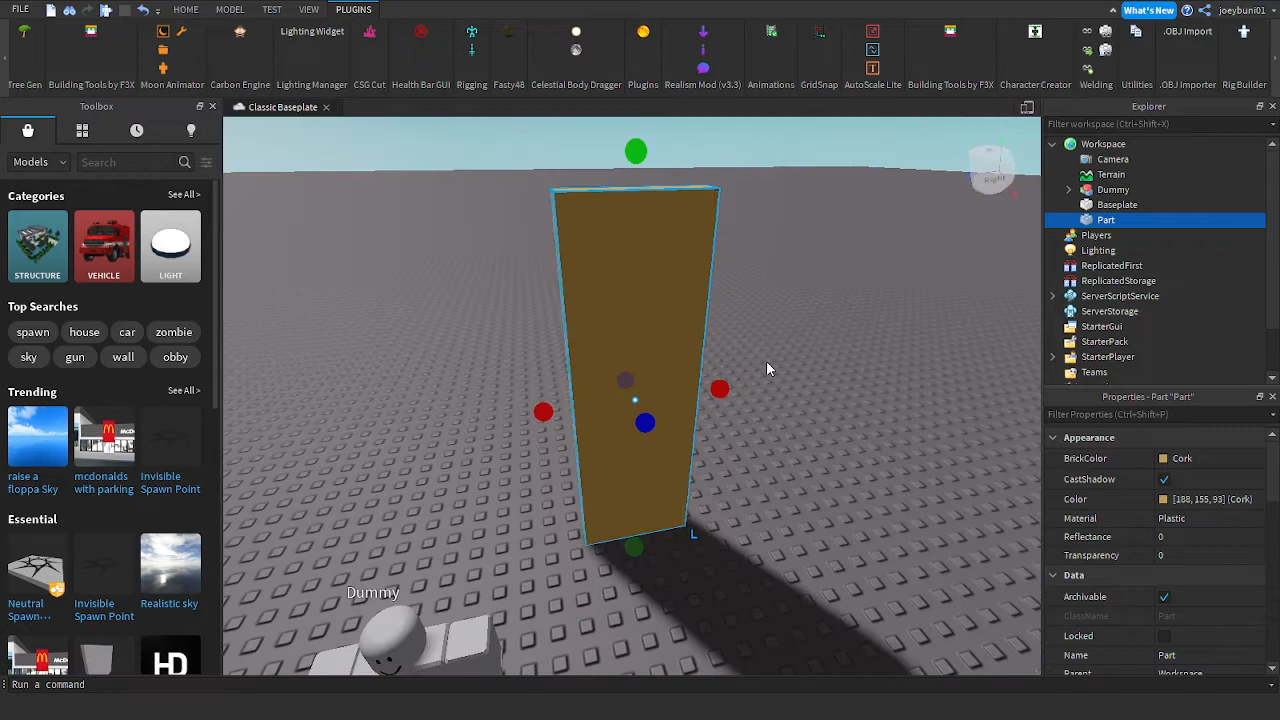 FILE HOME MODEL TEST VIEW PLUGINS What's New joeybuni01
Lighting Widget .OBJ Import
Tree Gen Building Tools by F3X Moon Animator Carbon Engine Lighting Manager CSG Cut Health Bar GUI Rigging Fasty48 Celestial Body Dragger Plugins Realism Mod (v3.3) Animations GridSnap AutoScale Lite Building Tools by F3X Character Creator Welding Utilities .OBJ Importer Rig Builder
Toolbox
Classic Baseplate
Models Search
Categories See All >
STRUCTURE VEHICLE LIGHT
Top Searches
spawn house car zombie
sky gun wall obby
Trending See All >
raise a floppa Sky
mcdonalds with parking
Invisible Spawn Point
Essential See All >
Neutral Spawn···
Invisible Spawn Point
Realistic sky
HD
Right
L
Dummy
Explorer
Filter workspace (Ctrl+Shift+X)
Workspace
Camera
Terrain
Dummy
Baseplate
Part
Players
Lighting
ReplicatedFirst
ReplicatedStorage
ServerScriptService
ServerStorage
StarterGui
StarterPack
StarterPlayer
Teams
Properties - Part "Part"
Filter Properties (Ctrl+Shift+P)
Appearance
BrickColor Cork
CastShadow
Color [188, 155, 93] (Cork)
Material Plastic
Reflectance 0
Transparency 0
Data
Archivable
ClassName Part
Locked
Name Part
Parent Workspace
Run a command